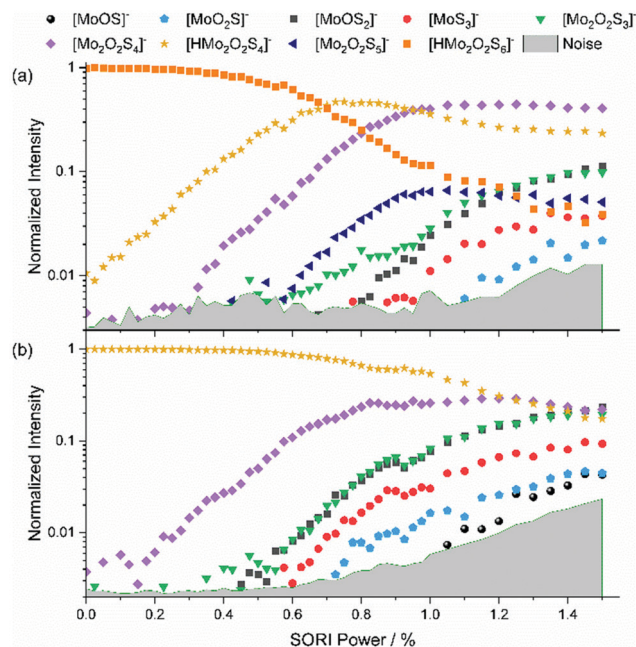 [MoOS]⁻ [MoO₂S]⁻ [MoOS₂]⁻ [MoS₃]⁻ [Mo₂O₂S₃]⁻
[Mo₂O₂S₄]⁻ [HMo₂O₂S₄]⁻ [Mo₂O₂S₅]⁻ [HMo₂O₂S₆]⁻ Noise
(a)
1
0.1
0.01
Normalized Intensity
(b)
1
0.1
0.01
Normalized Intensity
0.0 0.2 0.4 0.6 0.8 1.0 1.2 1.4
SORI Power / %